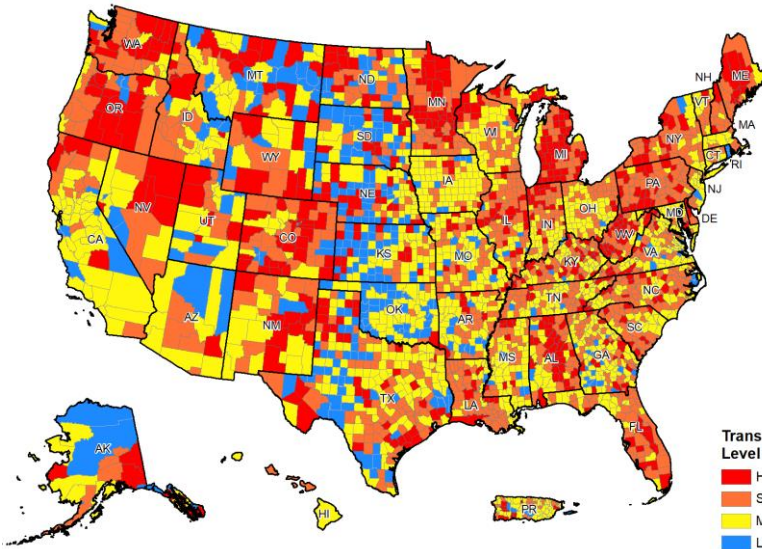 WA
MT
ND
MN
ME
NH
VT
OR
ID
SD
WI
NY
MA
WY
MI
CT
RI
IA
PA
NJ
NV
NE
OH
MD
DE
UT
IL
IN
CA
CO
WV
VA
KS
MO
KY
NC
AZ
NM
OK
TN
AR
SC
MS
AL
GA
TX
LA
FL
AK
HI
PR
Trans
Level
H
S
M
L